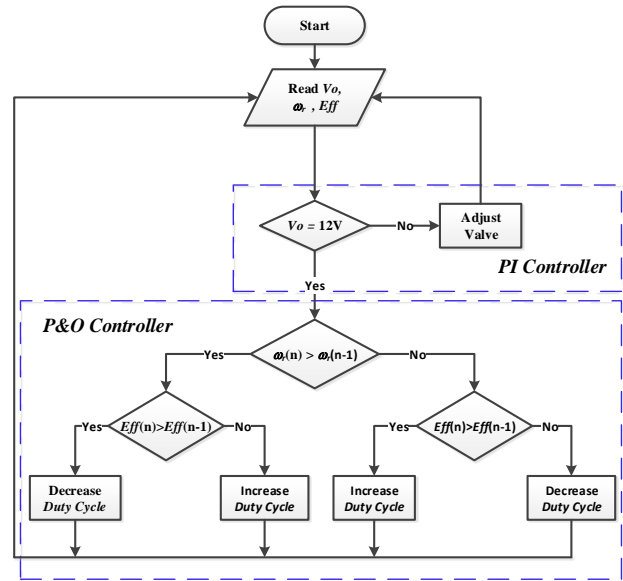 Start
Read Vo,
ωr , Eff
Vo = 12V
No
Adjust
Valve
PI Controller
Yes
P&O Controller
ωr(n) > ωr(n-1)
Yes
No
Eff(n)>Eff(n-1)
Yes
No
Eff(n)>Eff(n-1)
Yes
No
Decrease
Duty Cycle
Increase
Duty Cycle
Increase
Duty Cycle
Decrease
Duty Cycle